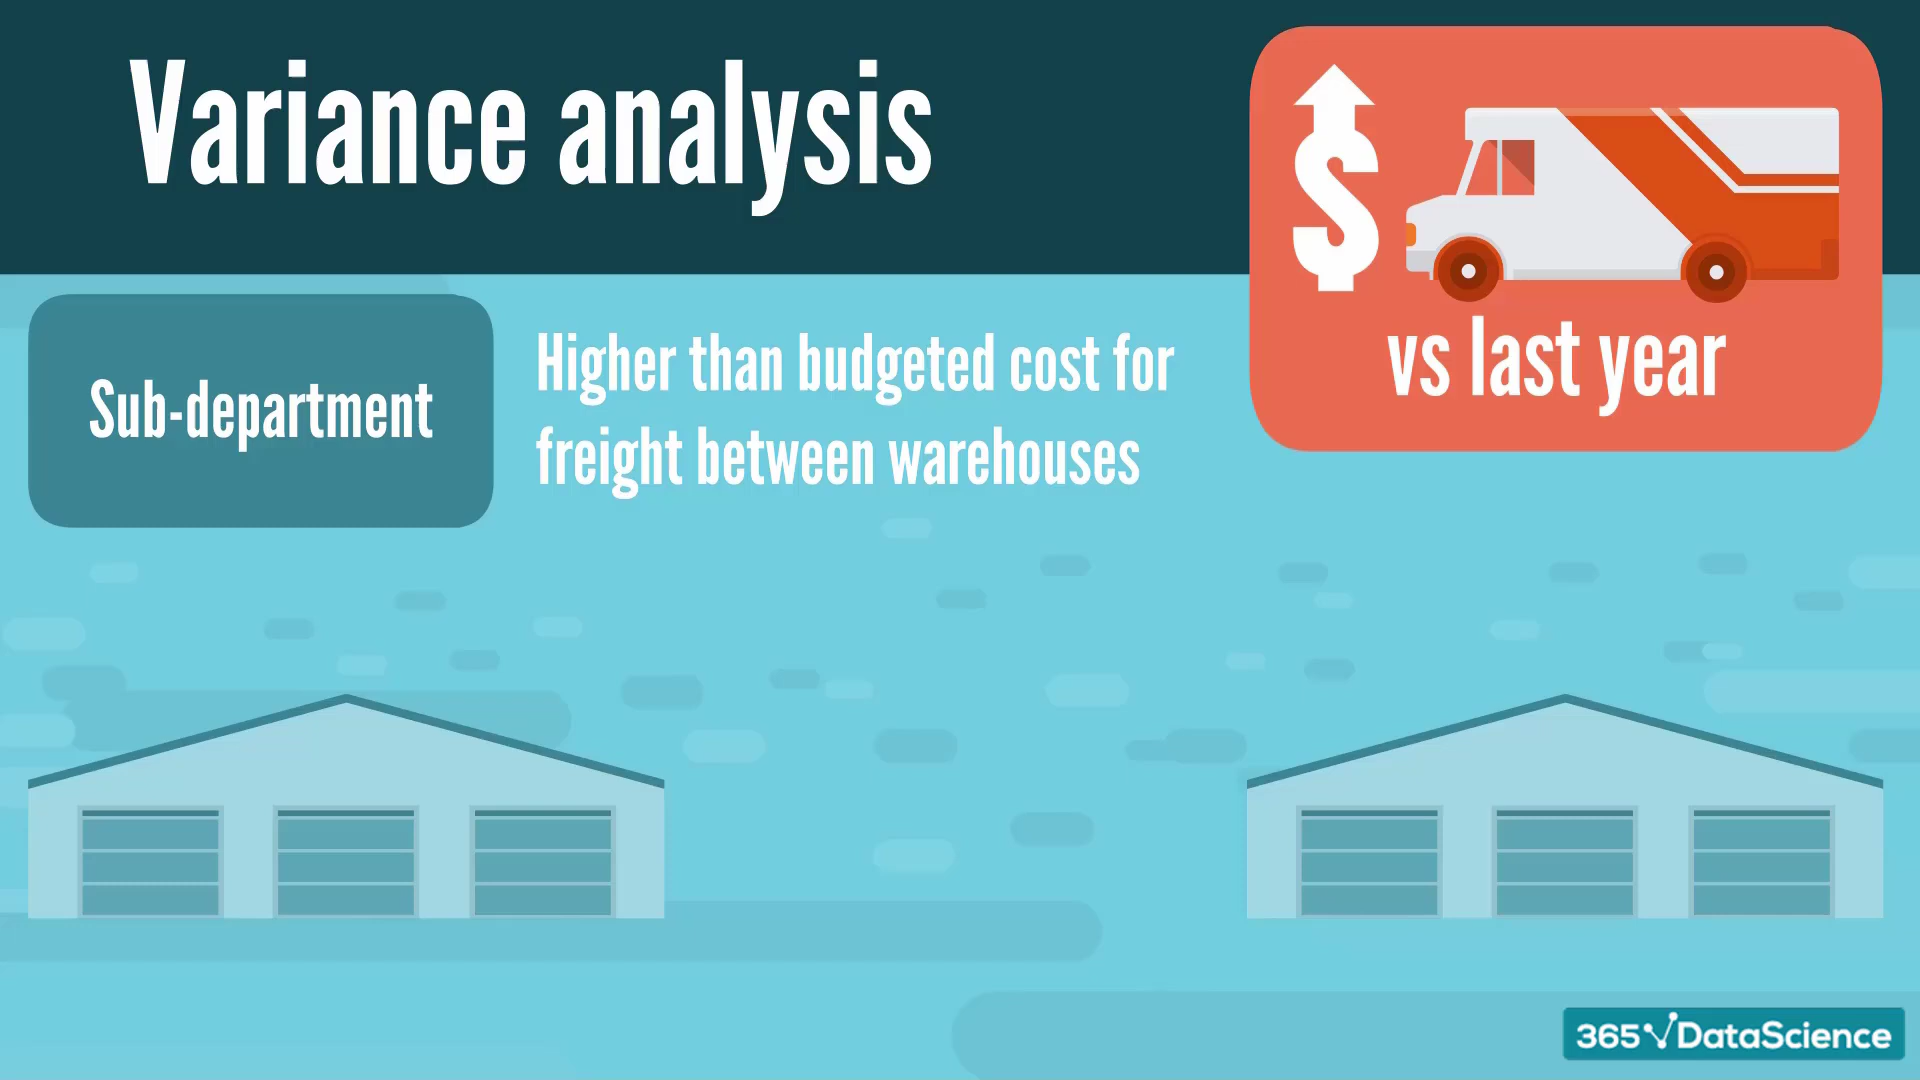 Variance analysis
$
vs last year
Sub-department
Higher than budgeted cost for
freight between warehouses
365 DataScience